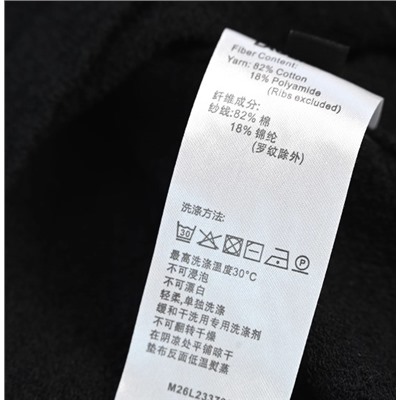 Fiber Content:
Yarn: 82% Cotton
18% Polyamide
(Ribs excluded)
纤维成分:
纱线:82% 棉
18% 锦纶
(罗纹除外)
洗涤方法:
30
P
最高洗涤温度30°C
不可浸泡
不可漂白
轻柔,单独洗涤
缓和干洗用专用洗涤剂
不可翻转干燥
在阴凉处平铺晾干
垫布反面低温熨蒸